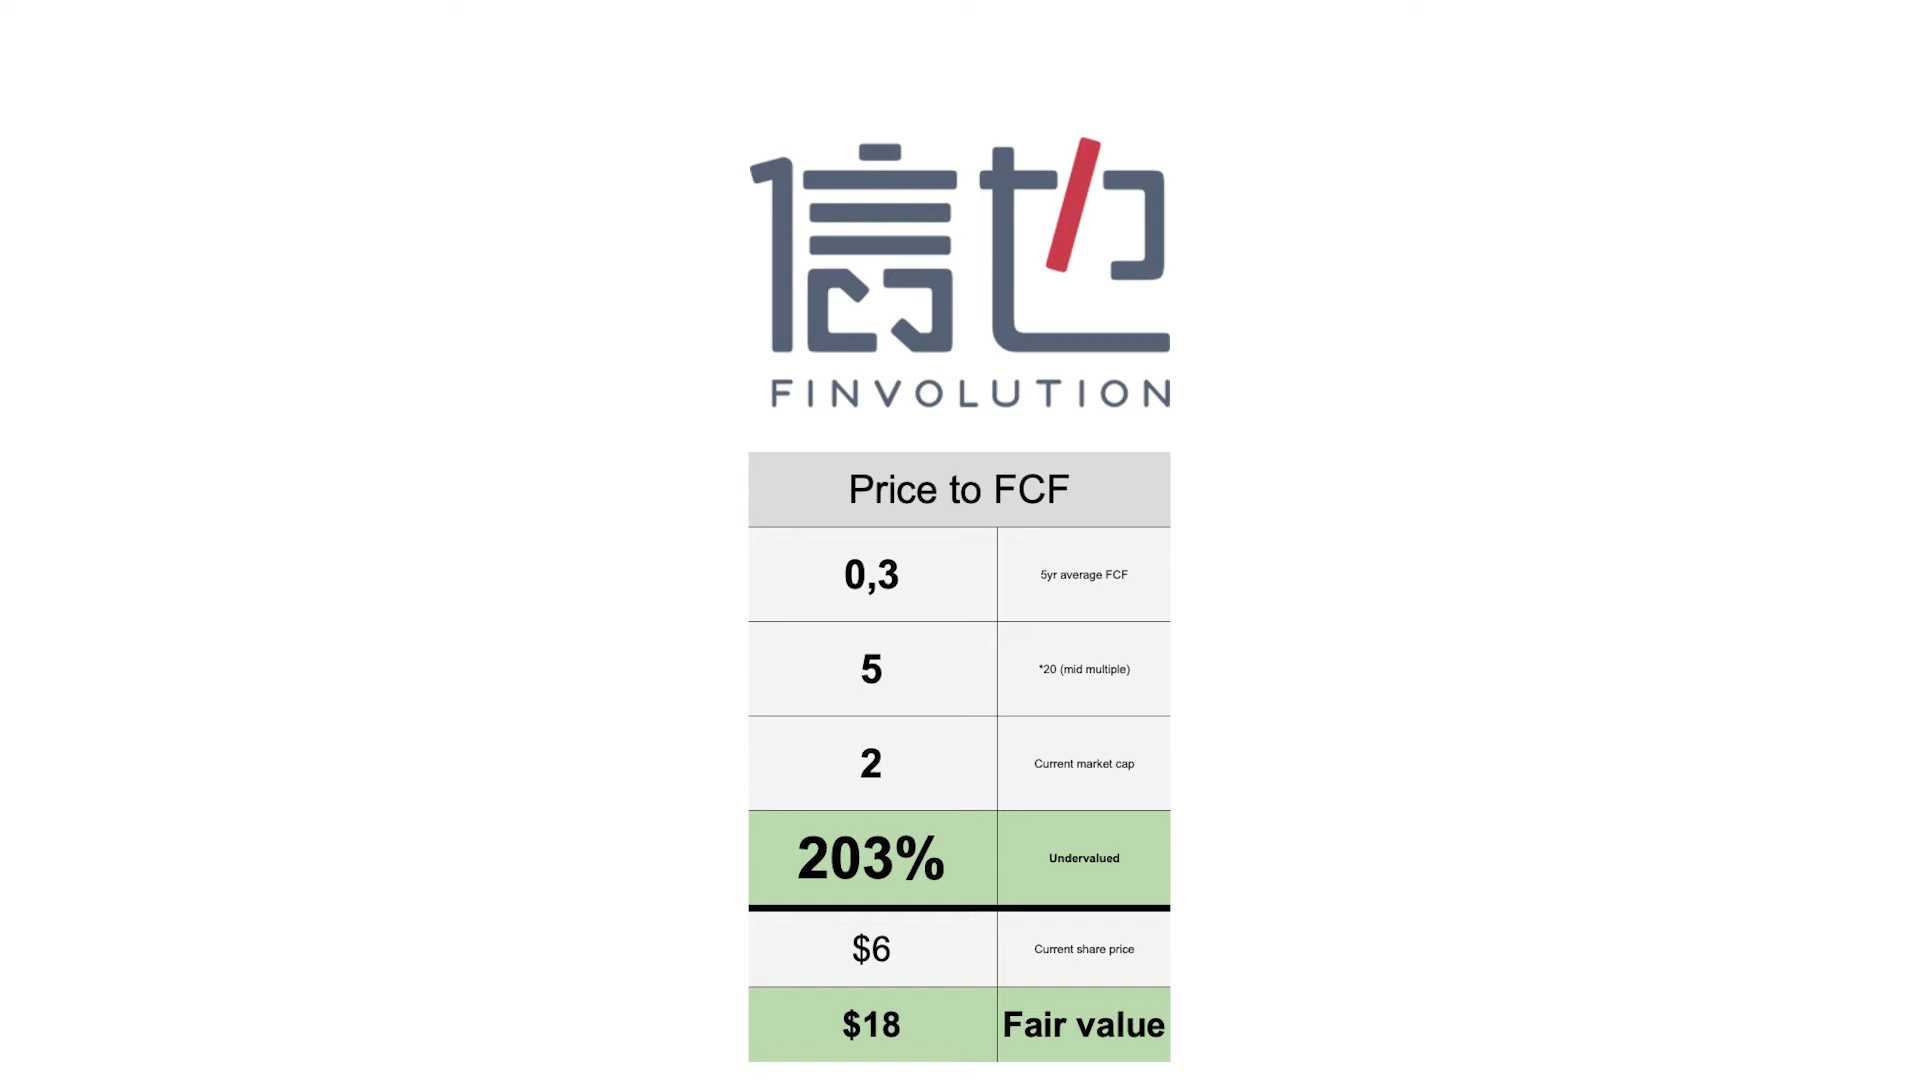 信也
FINVOLUTION
Price to FCF
0,3 5yr average FCF
5 *20 (mid multiple)
2 Current market cap
203% Undervalued
$6 Current share price
$18 Fair value